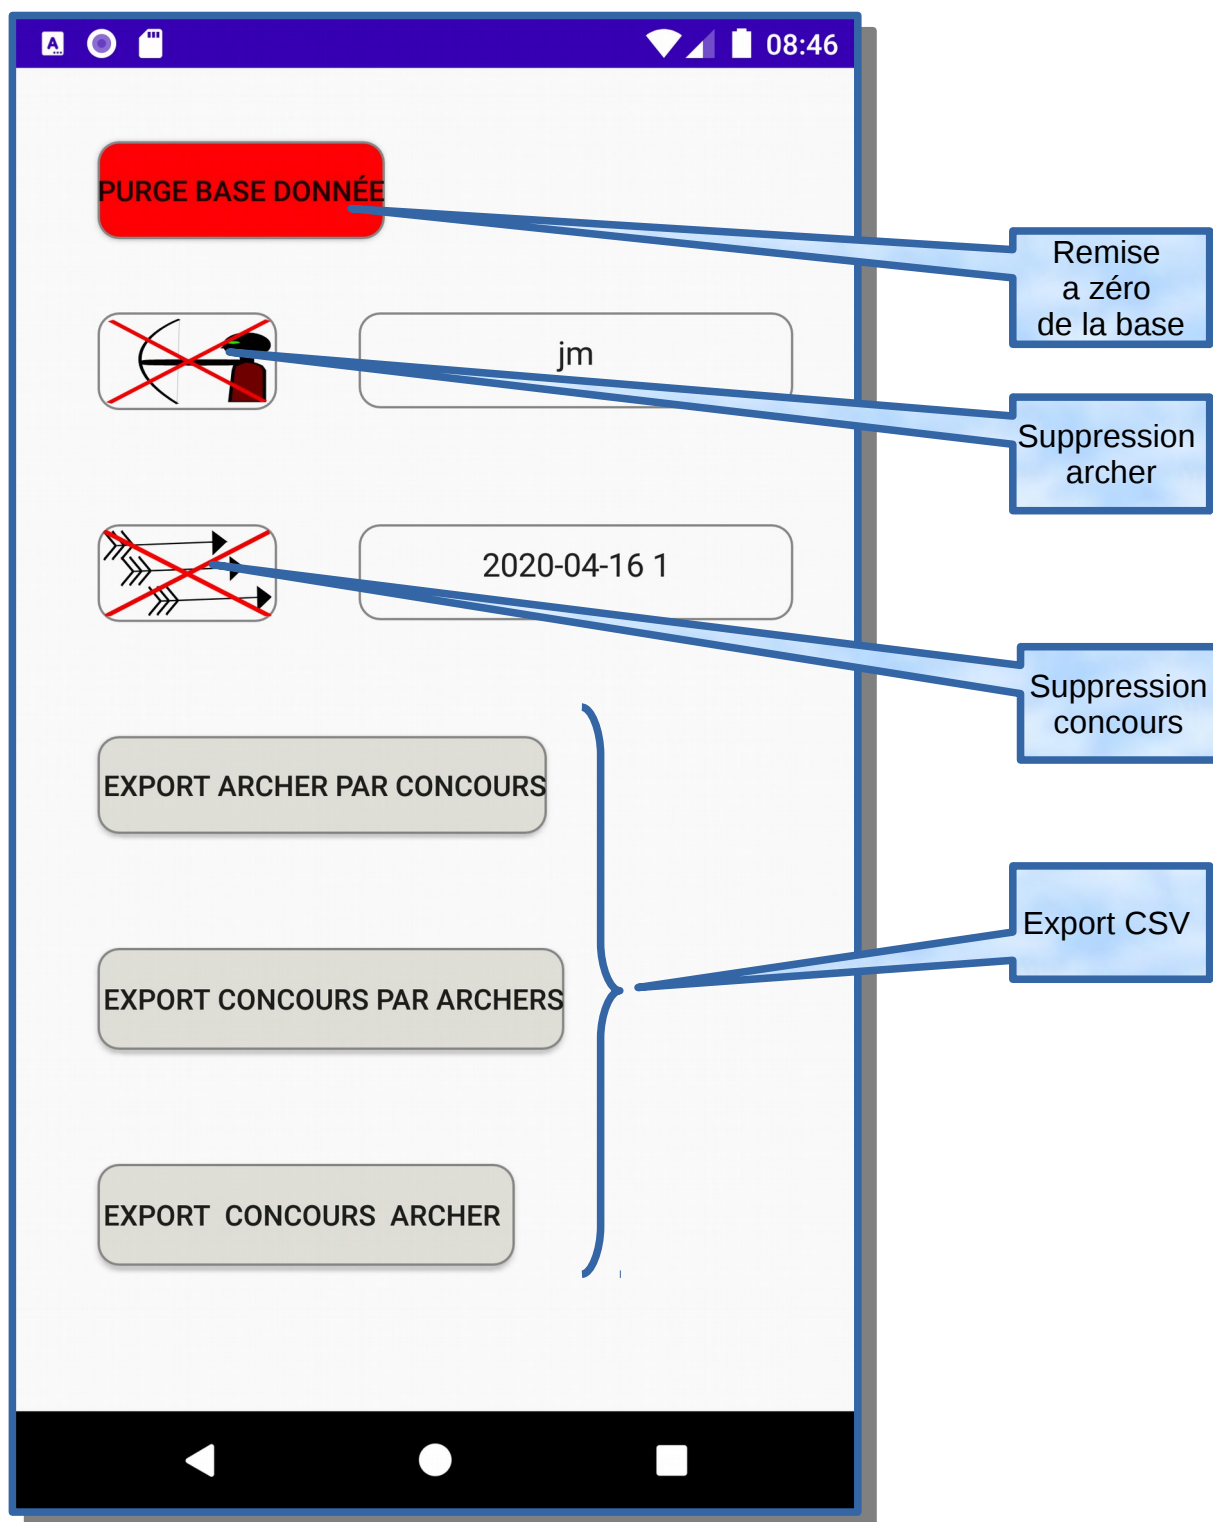 A
08:46
PURGE BASE DONNÉE
Remise
a zéro
de la base
jm
Suppression
archer
2020-04-16 1
Suppression
concours
EXPORT ARCHER PAR CONCOURS
Export CSV
EXPORT CONCOURS PAR ARCHERS
EXPORT CONCOURS ARCHER